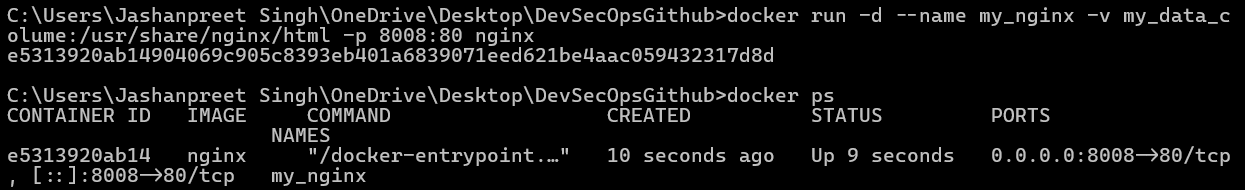 C:\Users\Jashanpreet Singh\OneDrive\Desktop\DevSecOpsGithub>docker run -d --name my_nginx -v my_data_c
olume:/usr/share/nginx/html -p 8008:80 nginx
e5313920ab14904069c905c8393eb401a6839071eed621be4aac059432317d8d
C:\Users\Jashanpreet Singh\OneDrive\Desktop\DevSecOpsGithub>docker ps
CONTAINER ID   IMAGE     COMMAND                  CREATED          STATUS         PORTS
                      NAMES
e5313920ab14   nginx     "/docker-entrypoint.…"   10 seconds ago   Up 9 seconds   0.0.0.0:8008->80/tcp
, [::]:8008->80/tcp   my_nginx